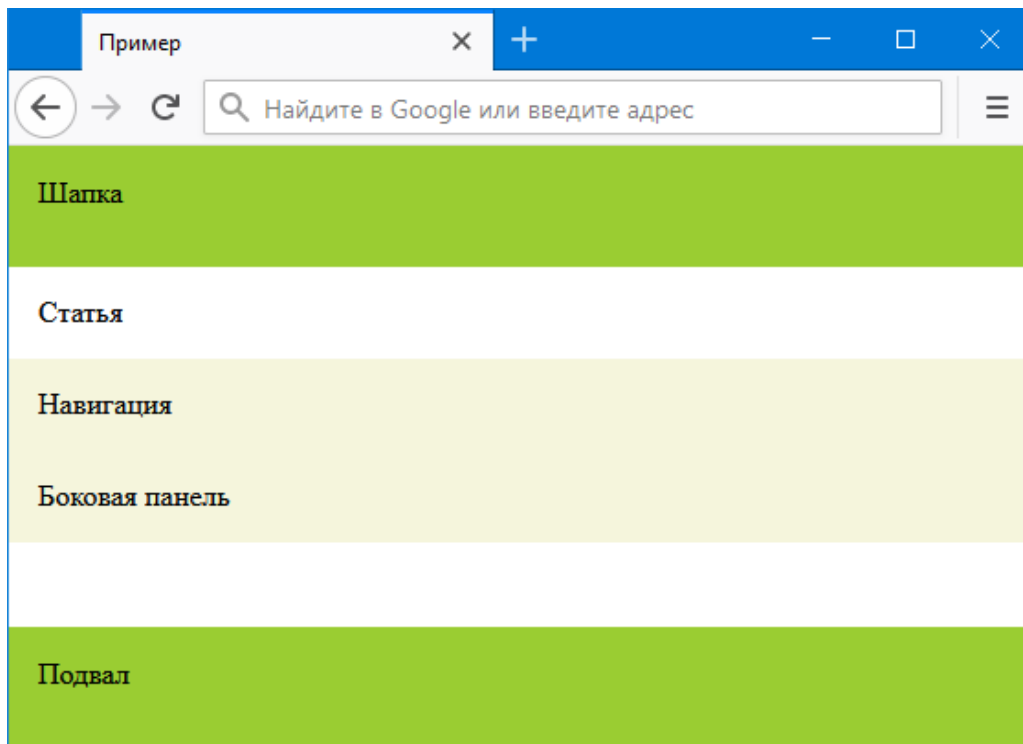 Пример
Найдите в Google или введите адрес
Шапка
Статья
Навигация
Боковая панель
Подвал